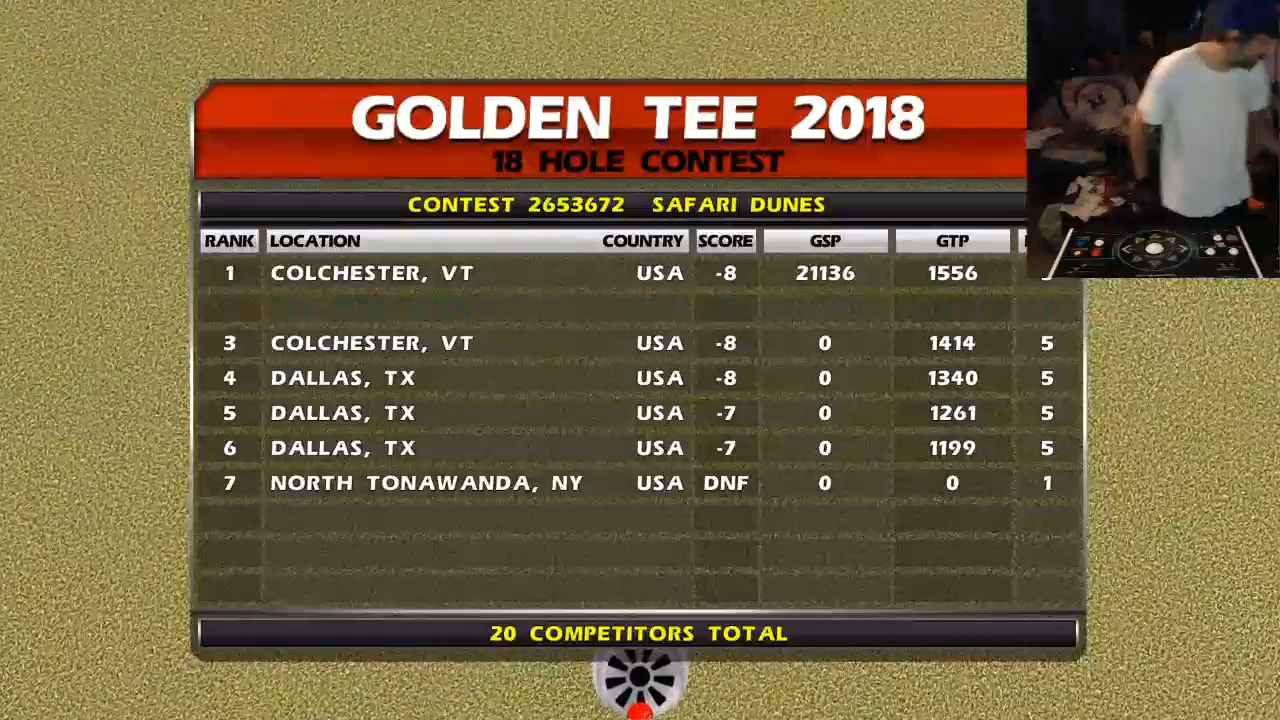 GOLDEN TEE 2018
18 HOLE CONTEST
CONTEST 2653672 SAFARI DUNES
RANK LOCATION COUNTRY SCORE GSP GTP
1 COLCHESTER, VT USA -8 21136 1556
3 COLCHESTER, VT USA -8 0 1414 5
4 DALLAS, TX USA -8 0 1340 5
5 DALLAS, TX USA -7 0 1261 5
6 DALLAS, TX USA -7 0 1199 5
7 NORTH TONAWANDA, NY USA DNF 0 0 1
20 COMPETITORS TOTAL